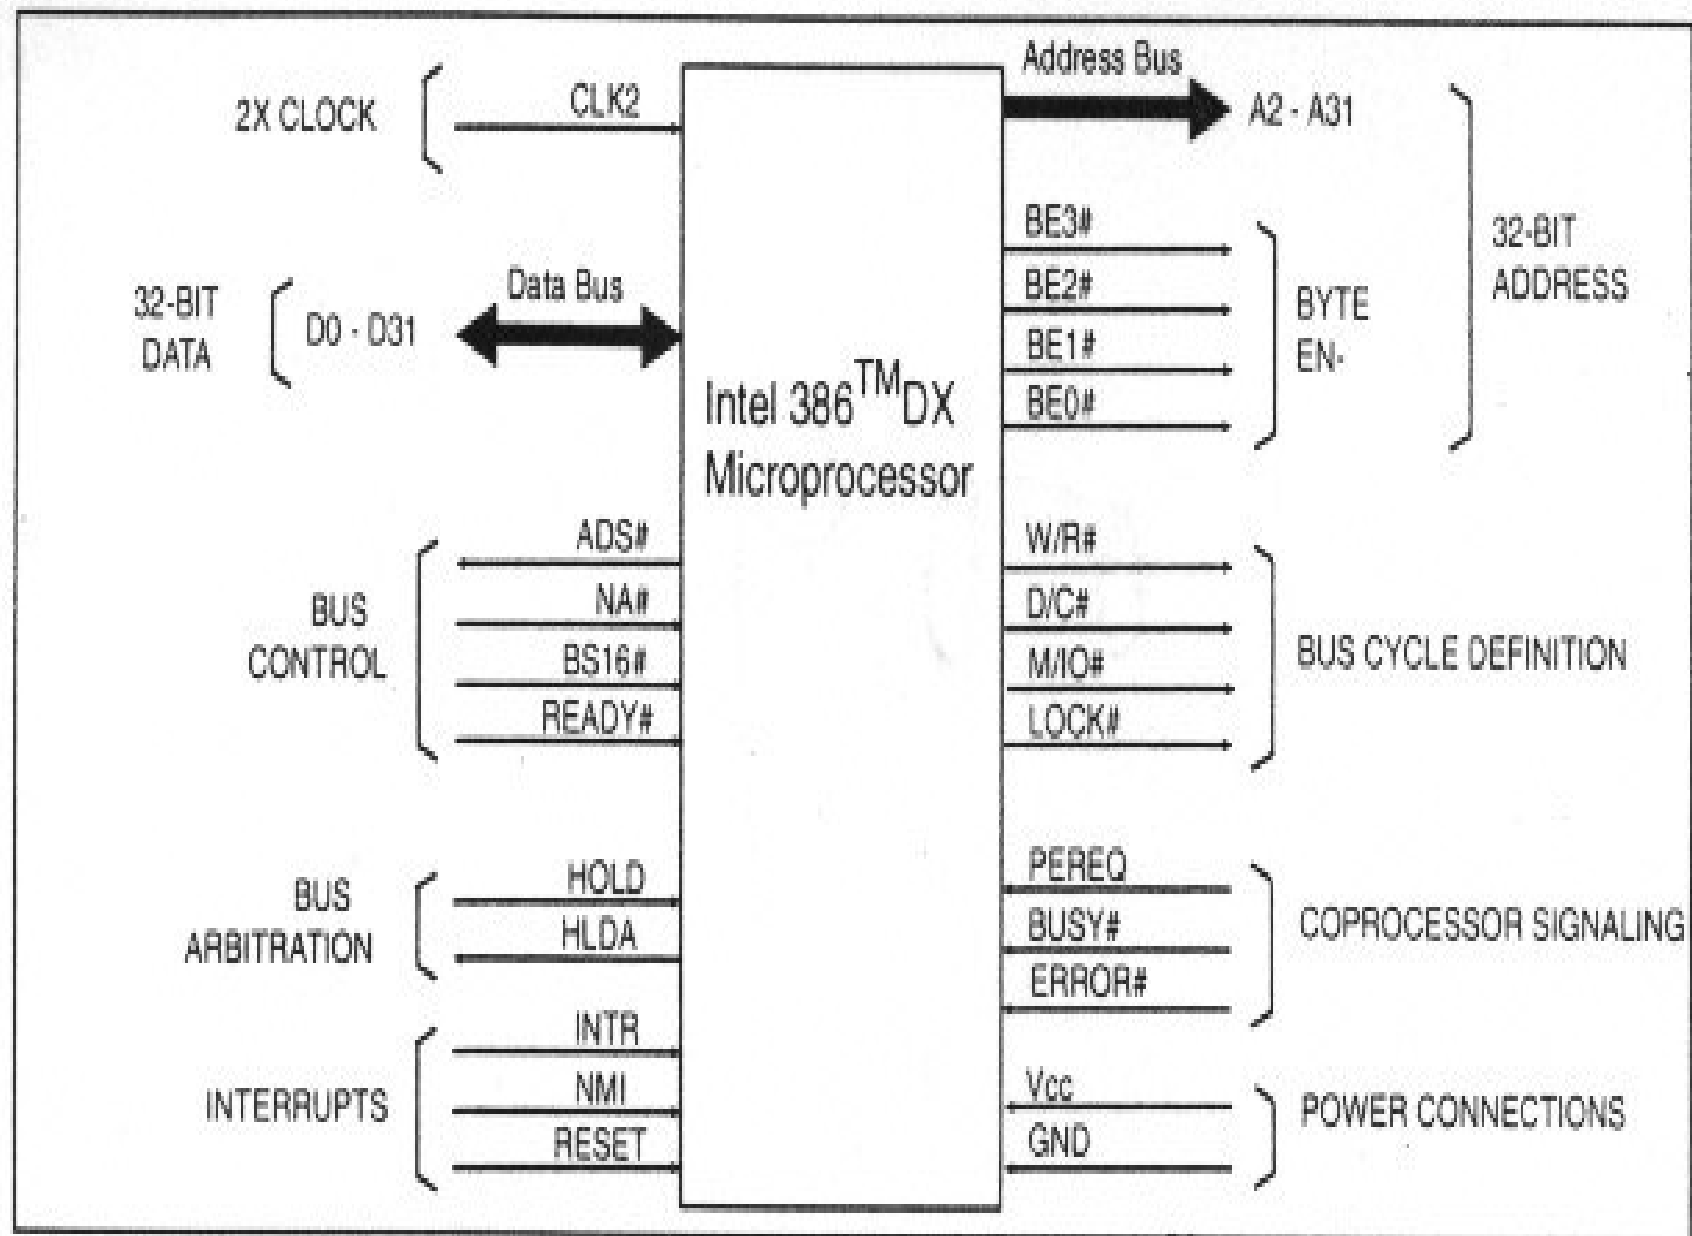 2X CLOCK
CLK2
32-BIT
DATA
D0 - D31
Data Bus
BUS
CONTROL
ADS#
NA#
BS16#
READY#
BUS
ARBITRATION
HOLD
HLDA
INTERRUPTS
INTR
NMI
RESET
Intel 386TMDX
Microprocessor
Address Bus
A2 - A31
BE3#
BE2#
BE1#
BE0#
BYTE
EN-
32-BIT
ADDRESS
W/R#
D/C#
M/IO#
LOCK#
BUS CYCLE DEFINITION
PEREQ
BUSY#
ERROR#
COPROCESSOR SIGNALING
Vcc
GND
POWER CONNECTIONS